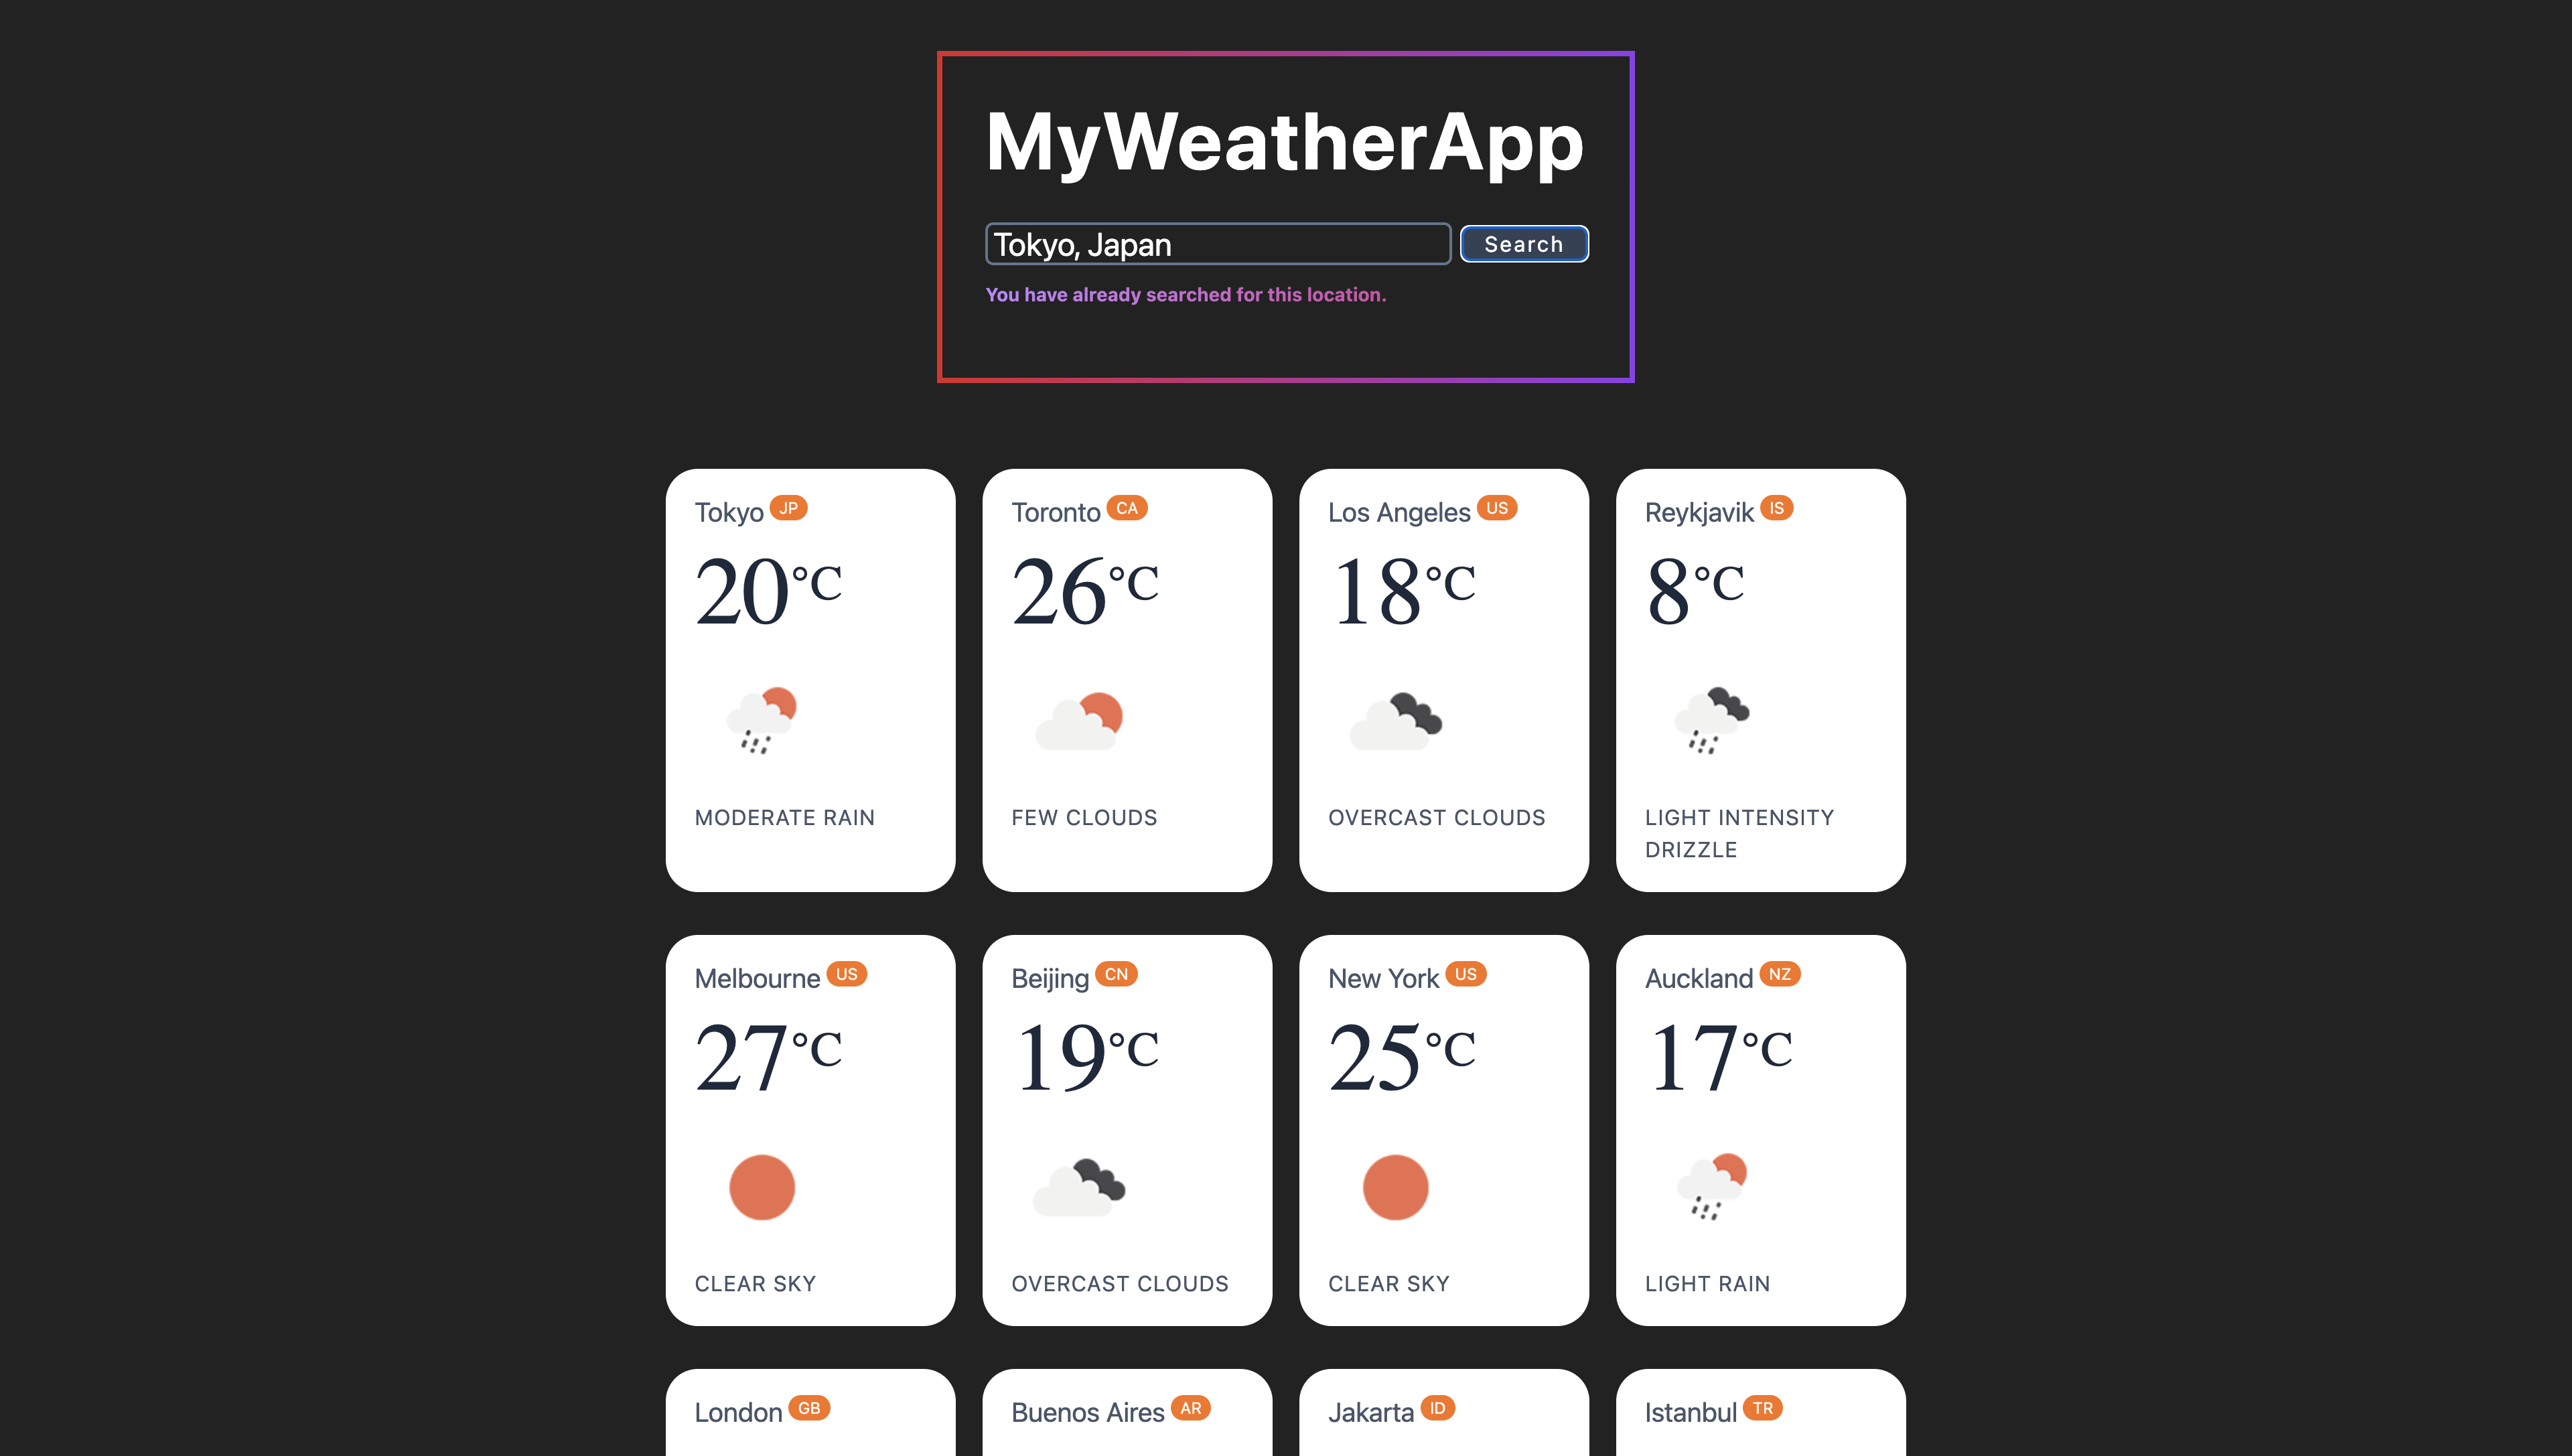 MyWeatherApp
Tokyo, Japan
Search
You have already searched for this location.
Tokyo JP
20°C
MODERATE RAIN
Toronto CA
26°C
FEW CLOUDS
Los Angeles US
18°C
OVERCAST CLOUDS
Reykjavik IS
8°C
LIGHT INTENSITY
DRIZZLE
Melbourne US
27°C
CLEAR SKY
Beijing CN
19°C
OVERCAST CLOUDS
New York US
25°C
CLEAR SKY
Auckland NZ
17°C
LIGHT RAIN
London GB
Buenos Aires AR
Jakarta ID
Istanbul TR